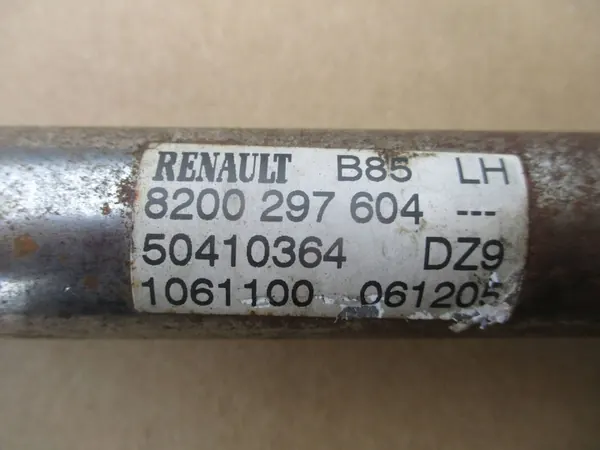 RENAULT B85 LH
8200 297 604 ---
50410364 DZ9
1061100 061205